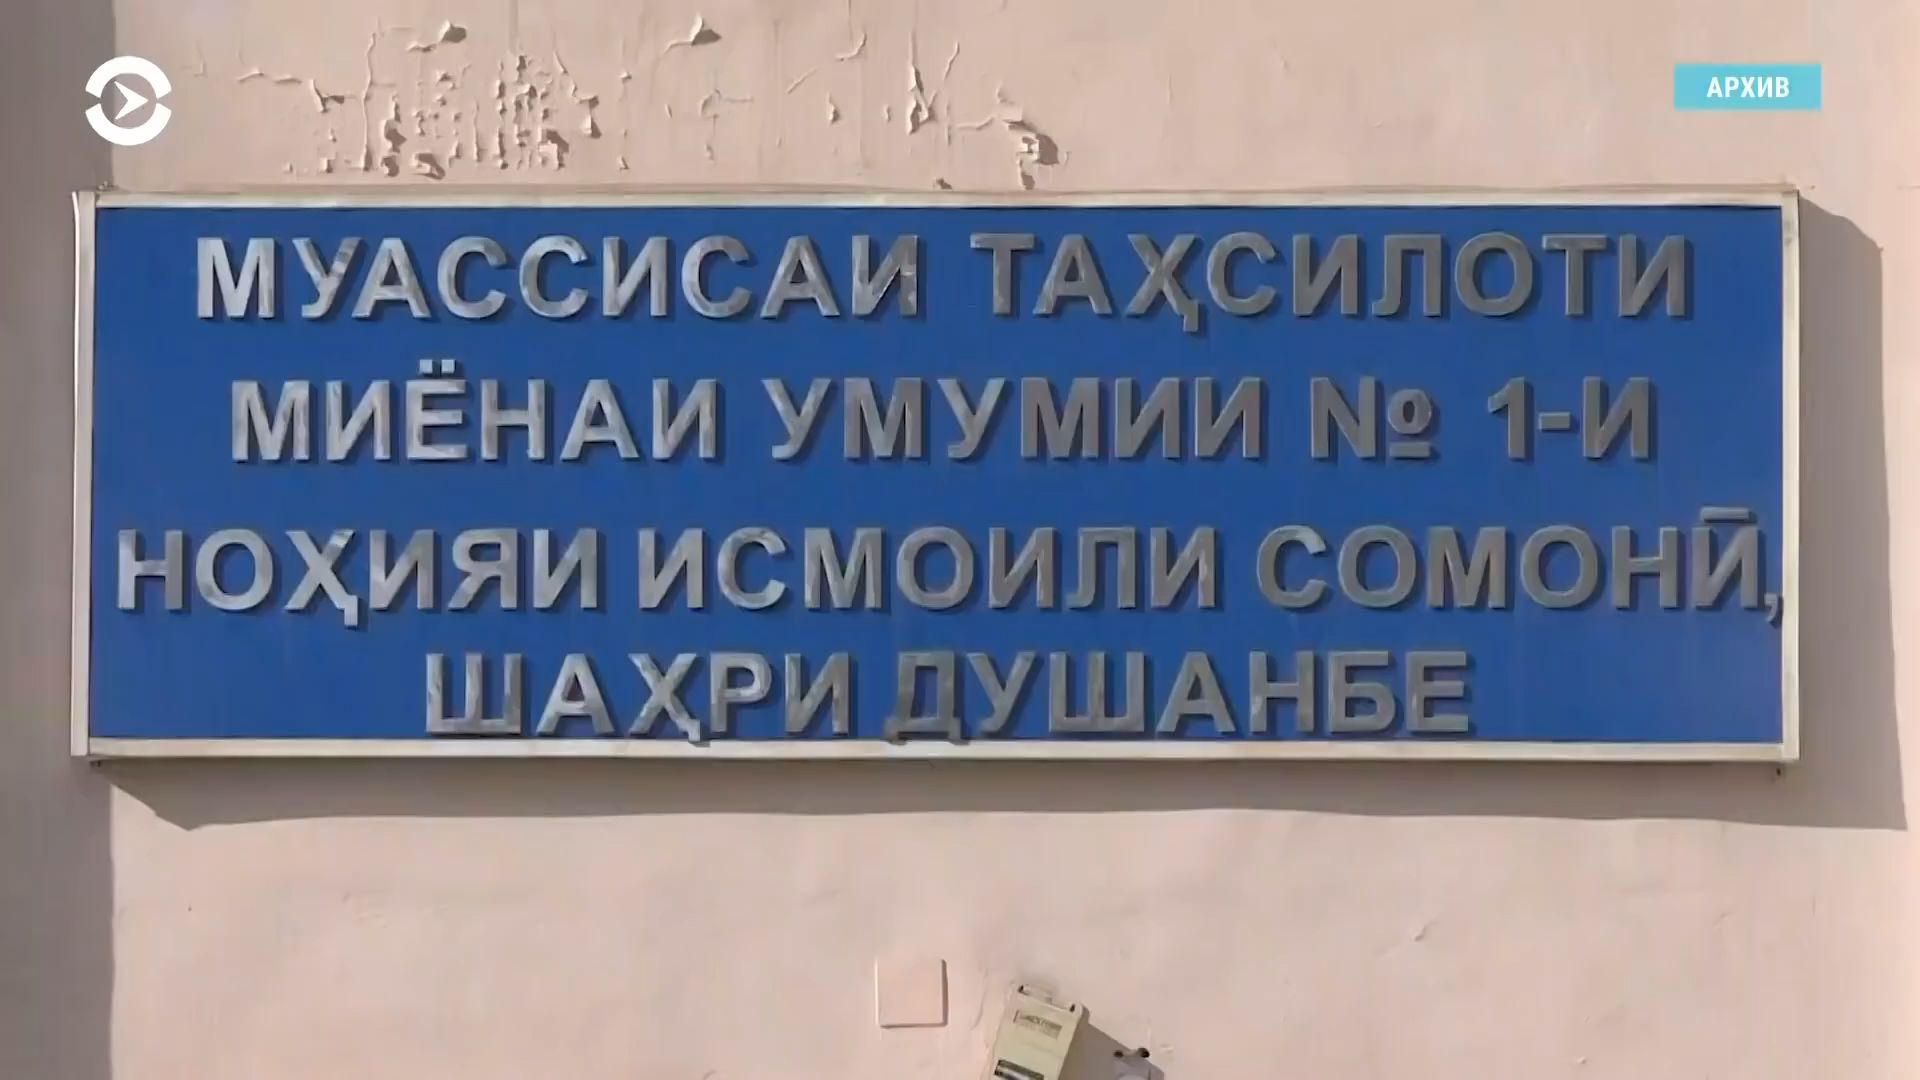 АРХИВ
МУАССИСАИ ТАҲСИЛОТИ
МИЁНАИ УМУМИИ № 1-И
НОҲИЯИ ИСМОИЛИ СОМОНӢ,
ШАҲРИ ДУШАНБЕ